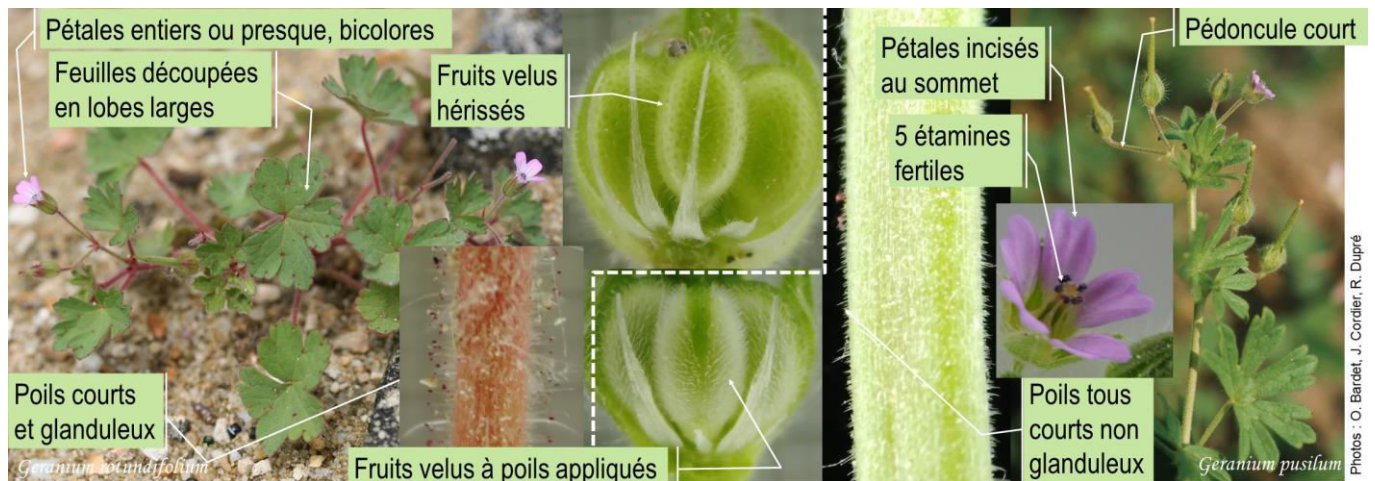 Pétales entiers ou presque, bicolores
Feuilles découpées
en lobes larges
Fruits velus
hérissés
Poils courts
et glanduleux
Geranium rotundifolium
Fruits velus à poils appliqués
Pétales incisés
au sommet
5 étamines
fertiles
Pédoncule court
Poils tous
courts non
glanduleux
Geranium pusilum
Photos : O. Bardet, J. Cordier, R. Dupré